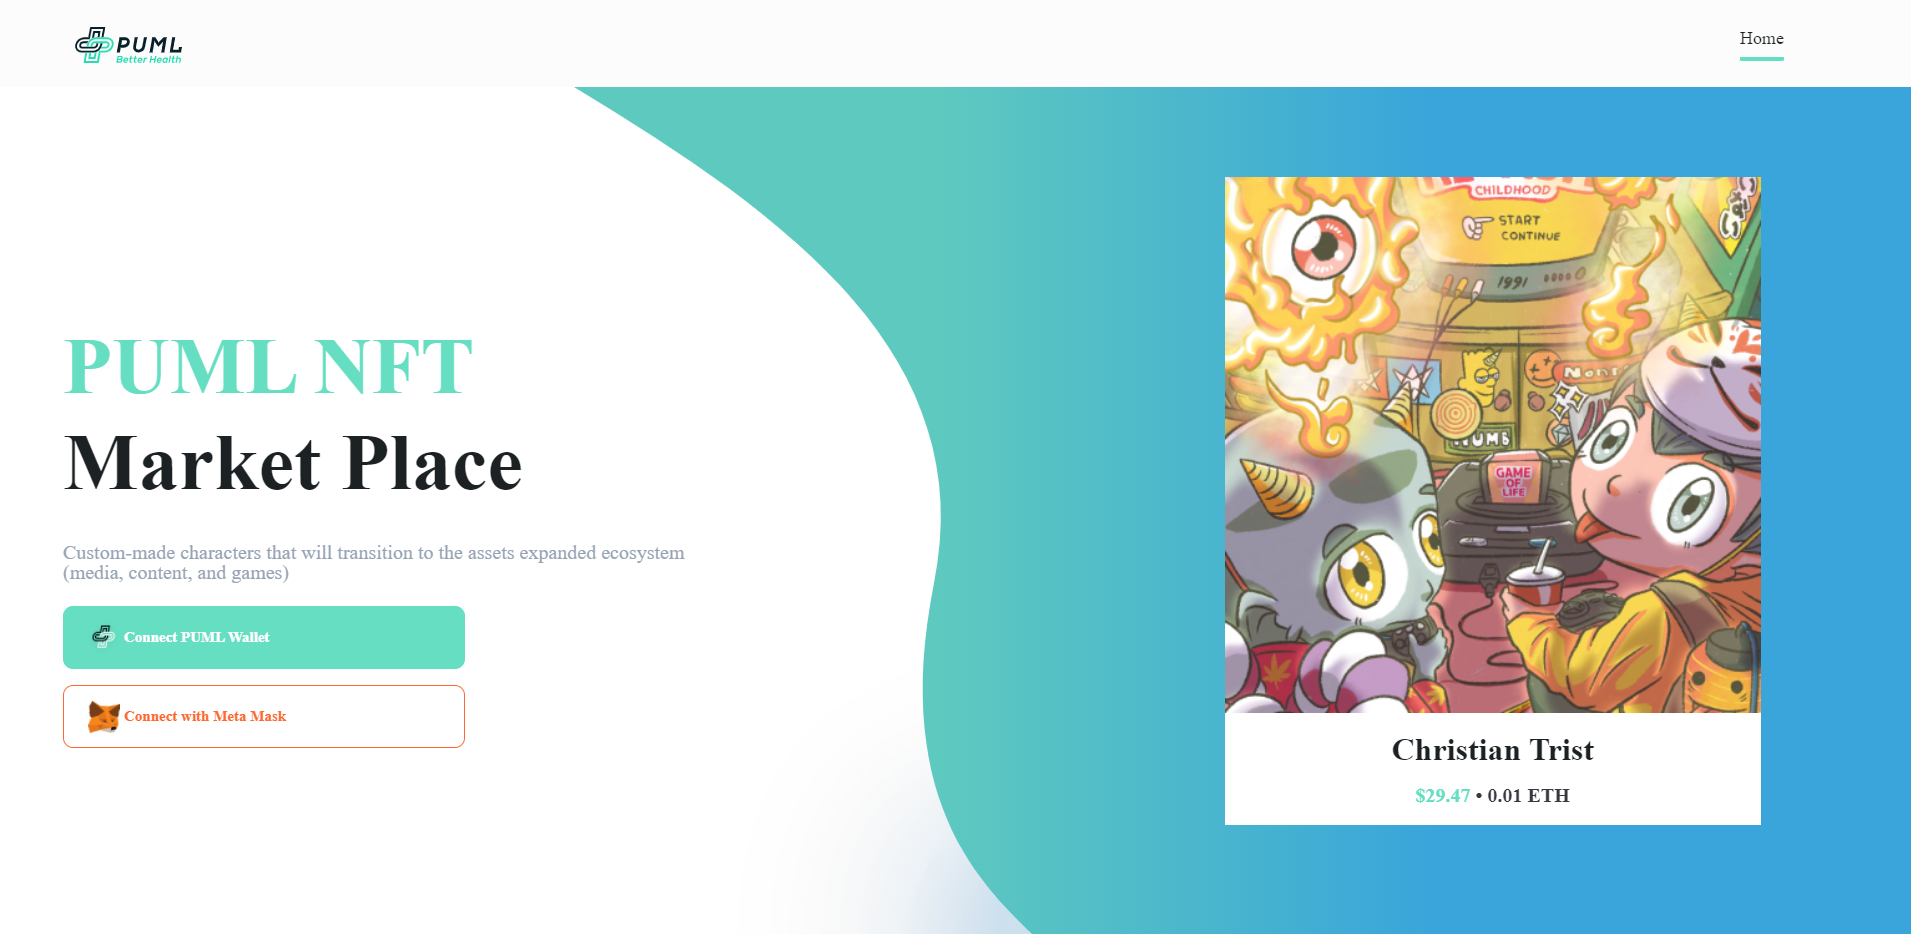 PUML
Better Health
Home
PUML NFT
Market Place
Custom-made characters that will transition to the assets expanded ecosystem
(media, content, and games)
Connect PUML Wallet
Connect with Meta Mask
CHILDHOOD
START
CONTINUE
1991
NUMB
GAME
OF
LIFE
Christian Trist
$29.47 • 0.01 ETH